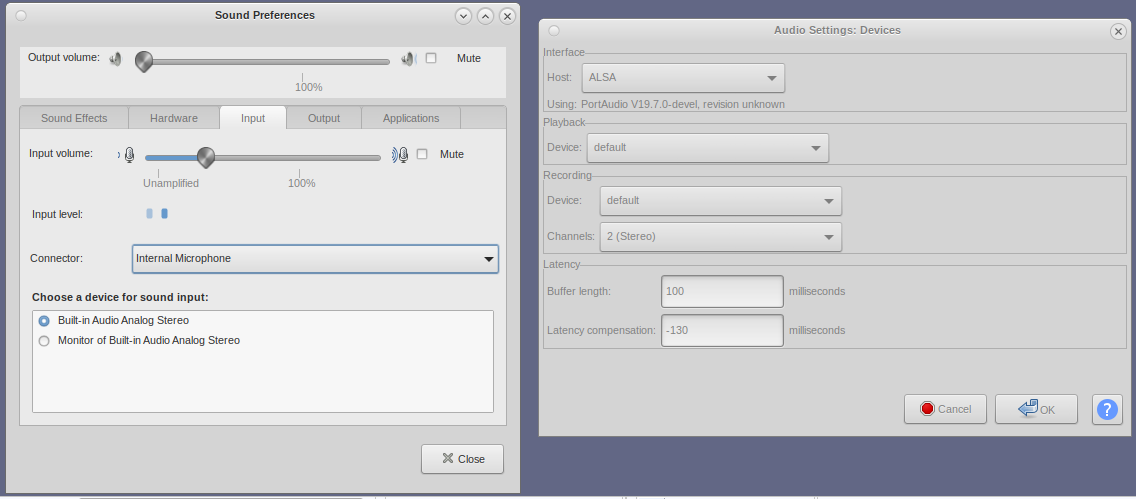 Sound Preferences
Output volume:
Mute
100%
Sound Effects
Hardware
Input
Output
Applications
Input volume:
Mute
Unamplified
100%
Input level:
Connector:
Internal Microphone
Choose a device for sound input:
Built-in Audio Analog Stereo
Monitor of Built-in Audio Analog Stereo
Close
Audio Settings: Devices
Interface
Host:
ALSA
Using: PortAudio V19.7.0-devel, revision unknown
Playback
Device:
default
Recording
Device:
default
Channels:
2 (Stereo)
Latency
Buffer length:
100
milliseconds
Latency compensation:
-130
milliseconds
Cancel
OK
?